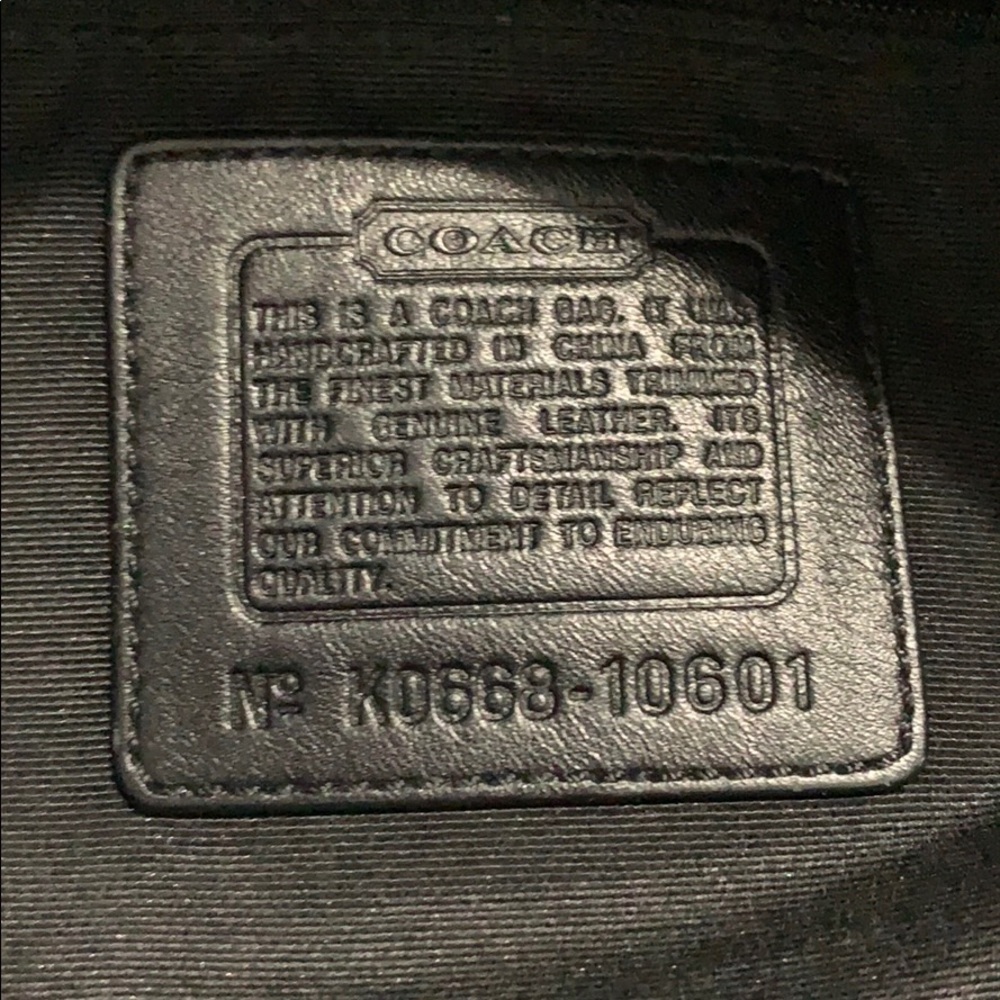 COACH
THIS IS A COACH BAG. IT WAS
HANDCRAFTED IN CHINA FROM
THE FINEST MATERIALS TRIMMED
WITH GENUINE LEATHER. ITS
SUPERIOR CRAFTSMANSHIP AND
ATTENTION TO DETAIL REFLECT
OUR COMMITMENT TO ENDURING
QUALITY.
Nº K0668-10601